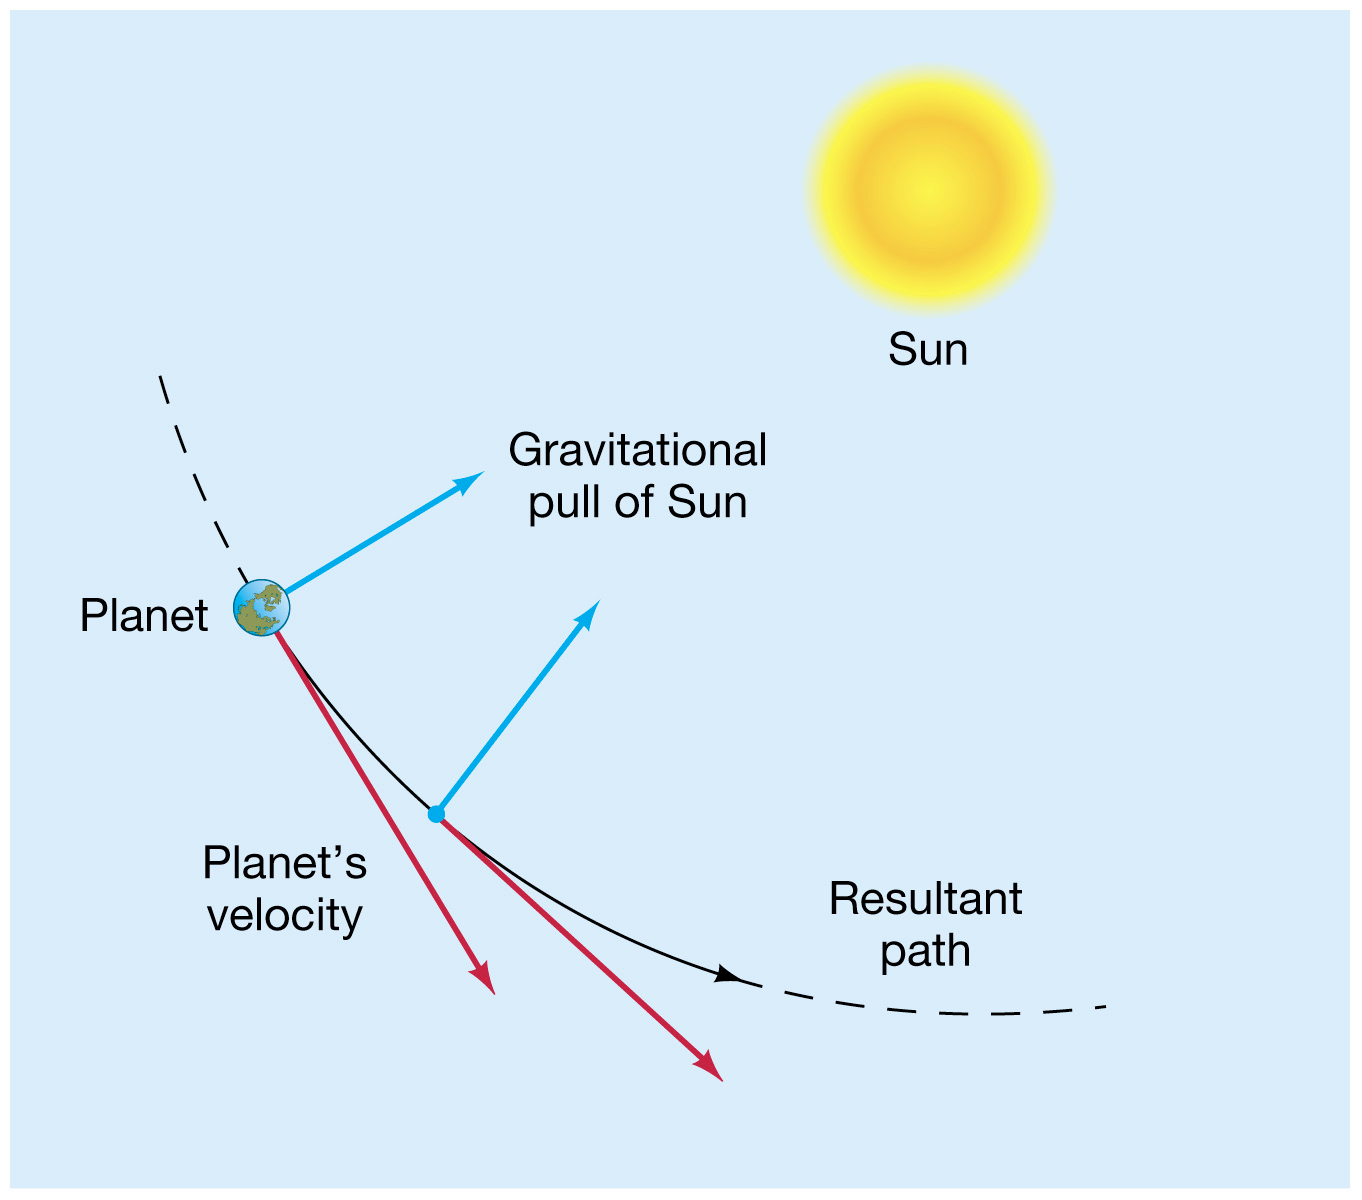 Sun
Gravitational
pull of Sun
Planet
Planet’s
velocity
Resultant
path